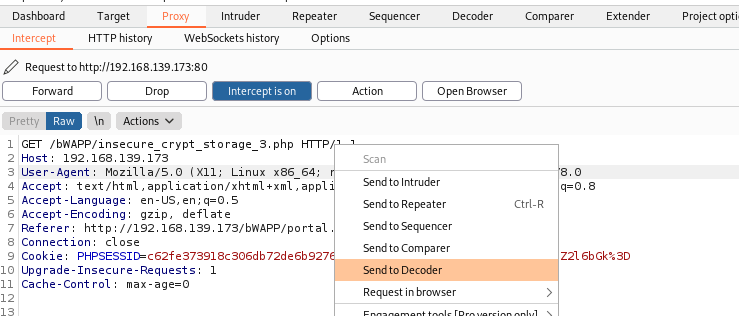 Dashboard Target Proxy Intruder Repeater Sequencer Decoder Comparer Extender Project opti
Intercept HTTP history WebSockets history Options
Request to http://192.168.139.173:80
Forward Drop Intercept is on Action Open Browser
Pretty Raw \n Actions
1 GET /bWAPP/insecure_crypt_storage_3.php HTTP/1.1
2 Host: 192.168.139.173
3 User-Agent: Mozilla/5.0 (X11; Linux x86_64; r 78.0
4 Accept: text/html,application/xhtml+xml,appli q=0.8
5 Accept-Language: en-US,en;q=0.5
6 Accept-Encoding: gzip, deflate
7 Referer: http://192.168.139.173/bWAPP/portal.
8 Connection: close
9 Cookie: PHPSESSID=c62fe373918c306db72de6b9276 Z2l6bGk%3D
10 Upgrade-Insecure-Requests: 1
11 Cache-Control: max-age=0
12
13
Scan
Send to Intruder
Send to Repeater Ctrl-R
Send to Sequencer
Send to Comparer
Send to Decoder
Request in browser
Engagement tools [Pro version only]